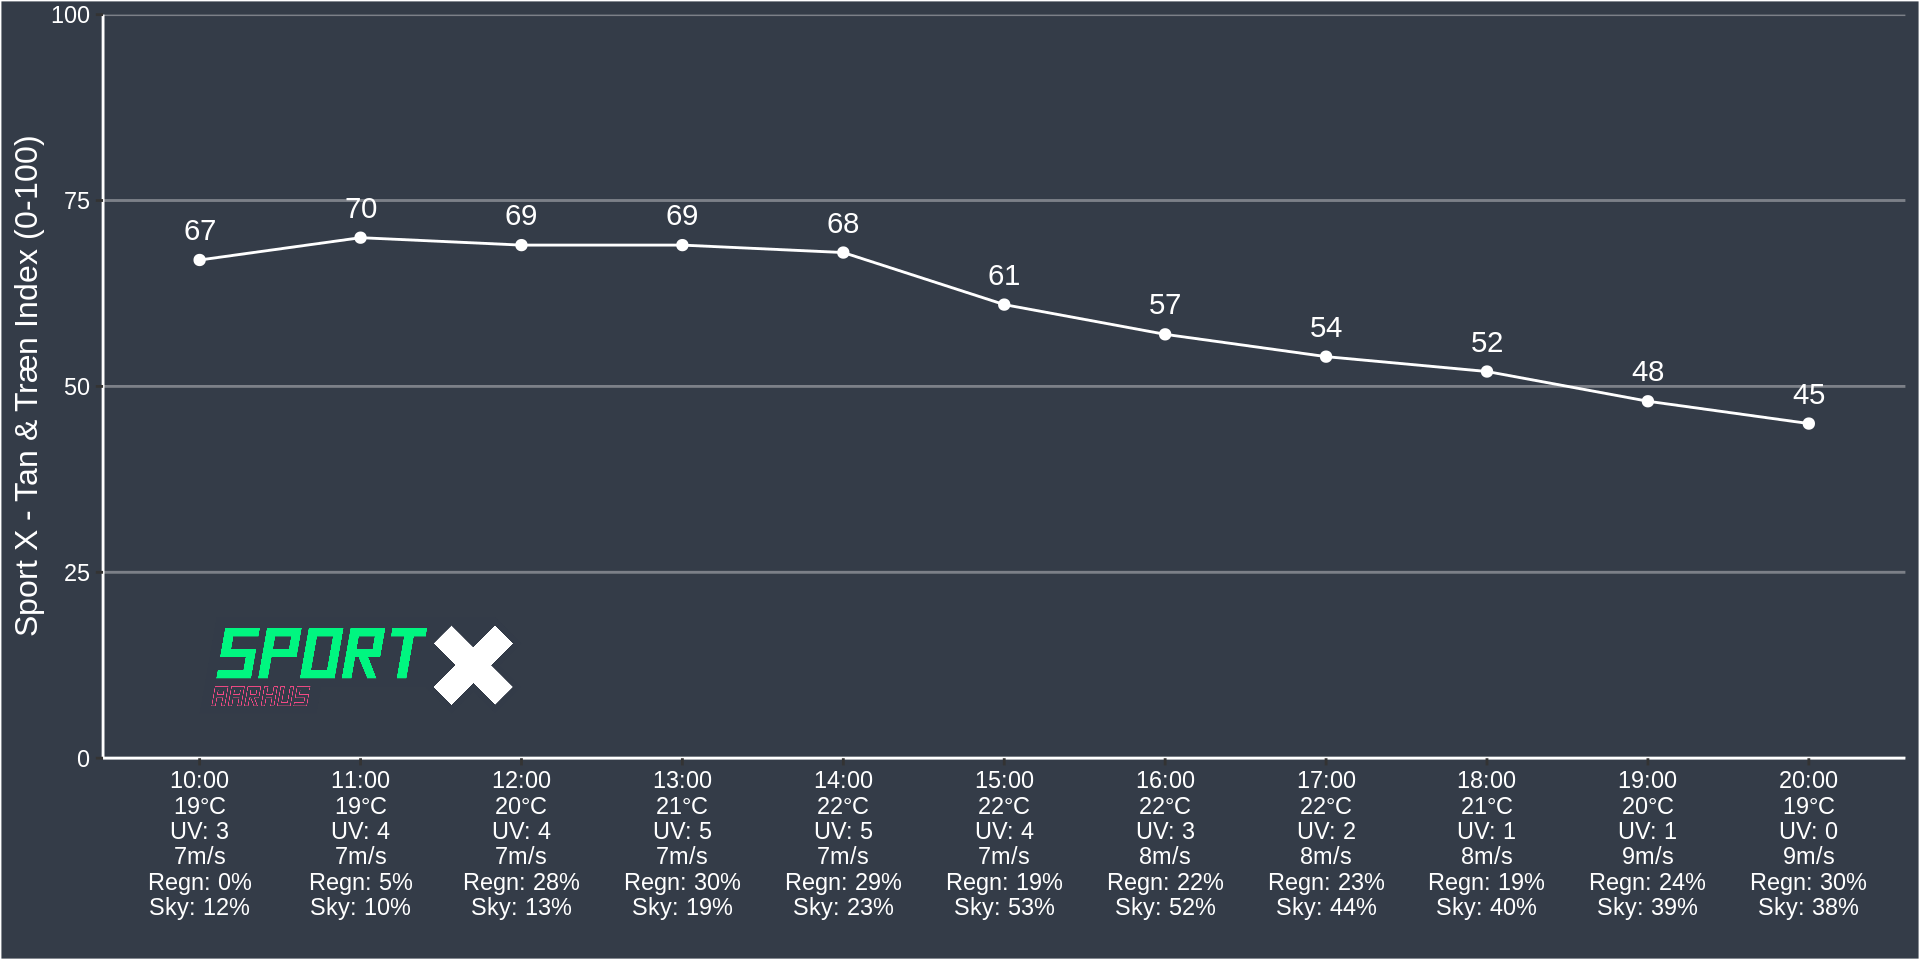 Sport X - Tan & Træn Index (0-100)
100
75
50
25
0
67
70
69
69
68
61
57
54
52
48
45
SPORT X
AARHUS
10:00 11:00 12:00 13:00 14:00 15:00 16:00 17:00 18:00 19:00 20:00
19°C 19°C 20°C 21°C 22°C 22°C 22°C 22°C 21°C 20°C 19°C
UV: 3 UV: 4 UV: 4 UV: 5 UV: 5 UV: 4 UV: 3 UV: 2 UV: 1 UV: 1 UV: 0
7m/s 7m/s 7m/s 7m/s 7m/s 7m/s 8m/s 8m/s 8m/s 9m/s 9m/s
Regn: 0% Regn: 5% Regn: 28% Regn: 30% Regn: 29% Regn: 19% Regn: 22% Regn: 23% Regn: 19% Regn: 24% Regn: 30%
Sky: 12% Sky: 10% Sky: 13% Sky: 19% Sky: 23% Sky: 53% Sky: 52% Sky: 44% Sky: 40% Sky: 39% Sky: 38%